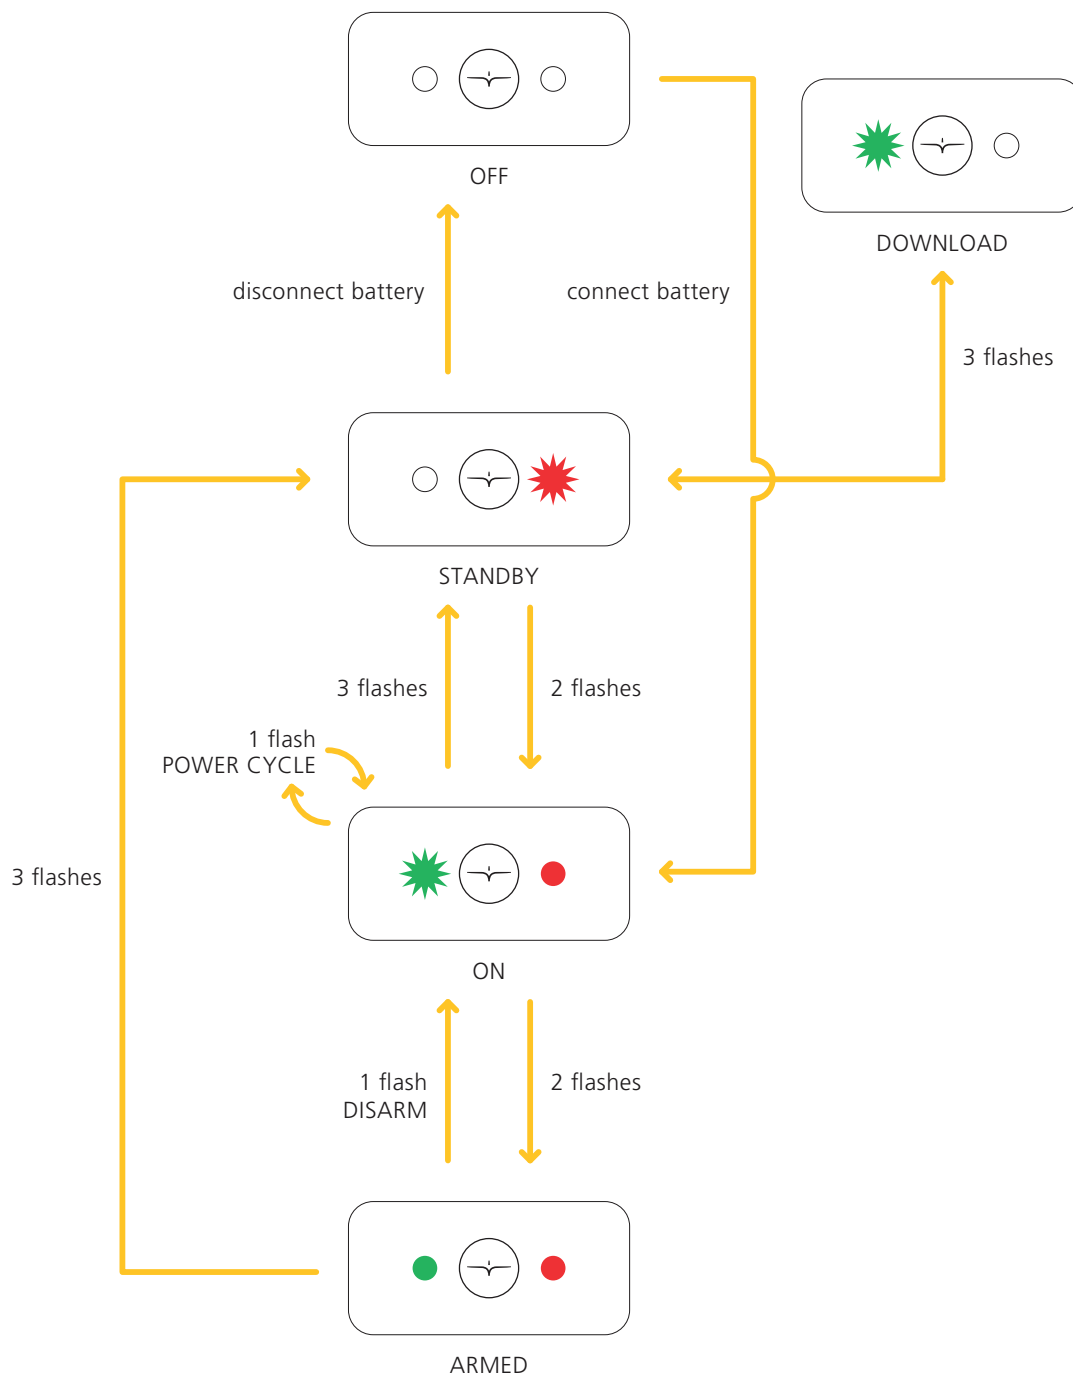 OFF
DOWNLOAD
disconnect battery
connect battery
3 flashes
STANDBY
3 flashes
2 flashes
1 flash
POWER CYCLE
3 flashes
ON
1 flash
DISARM
2 flashes
ARMED